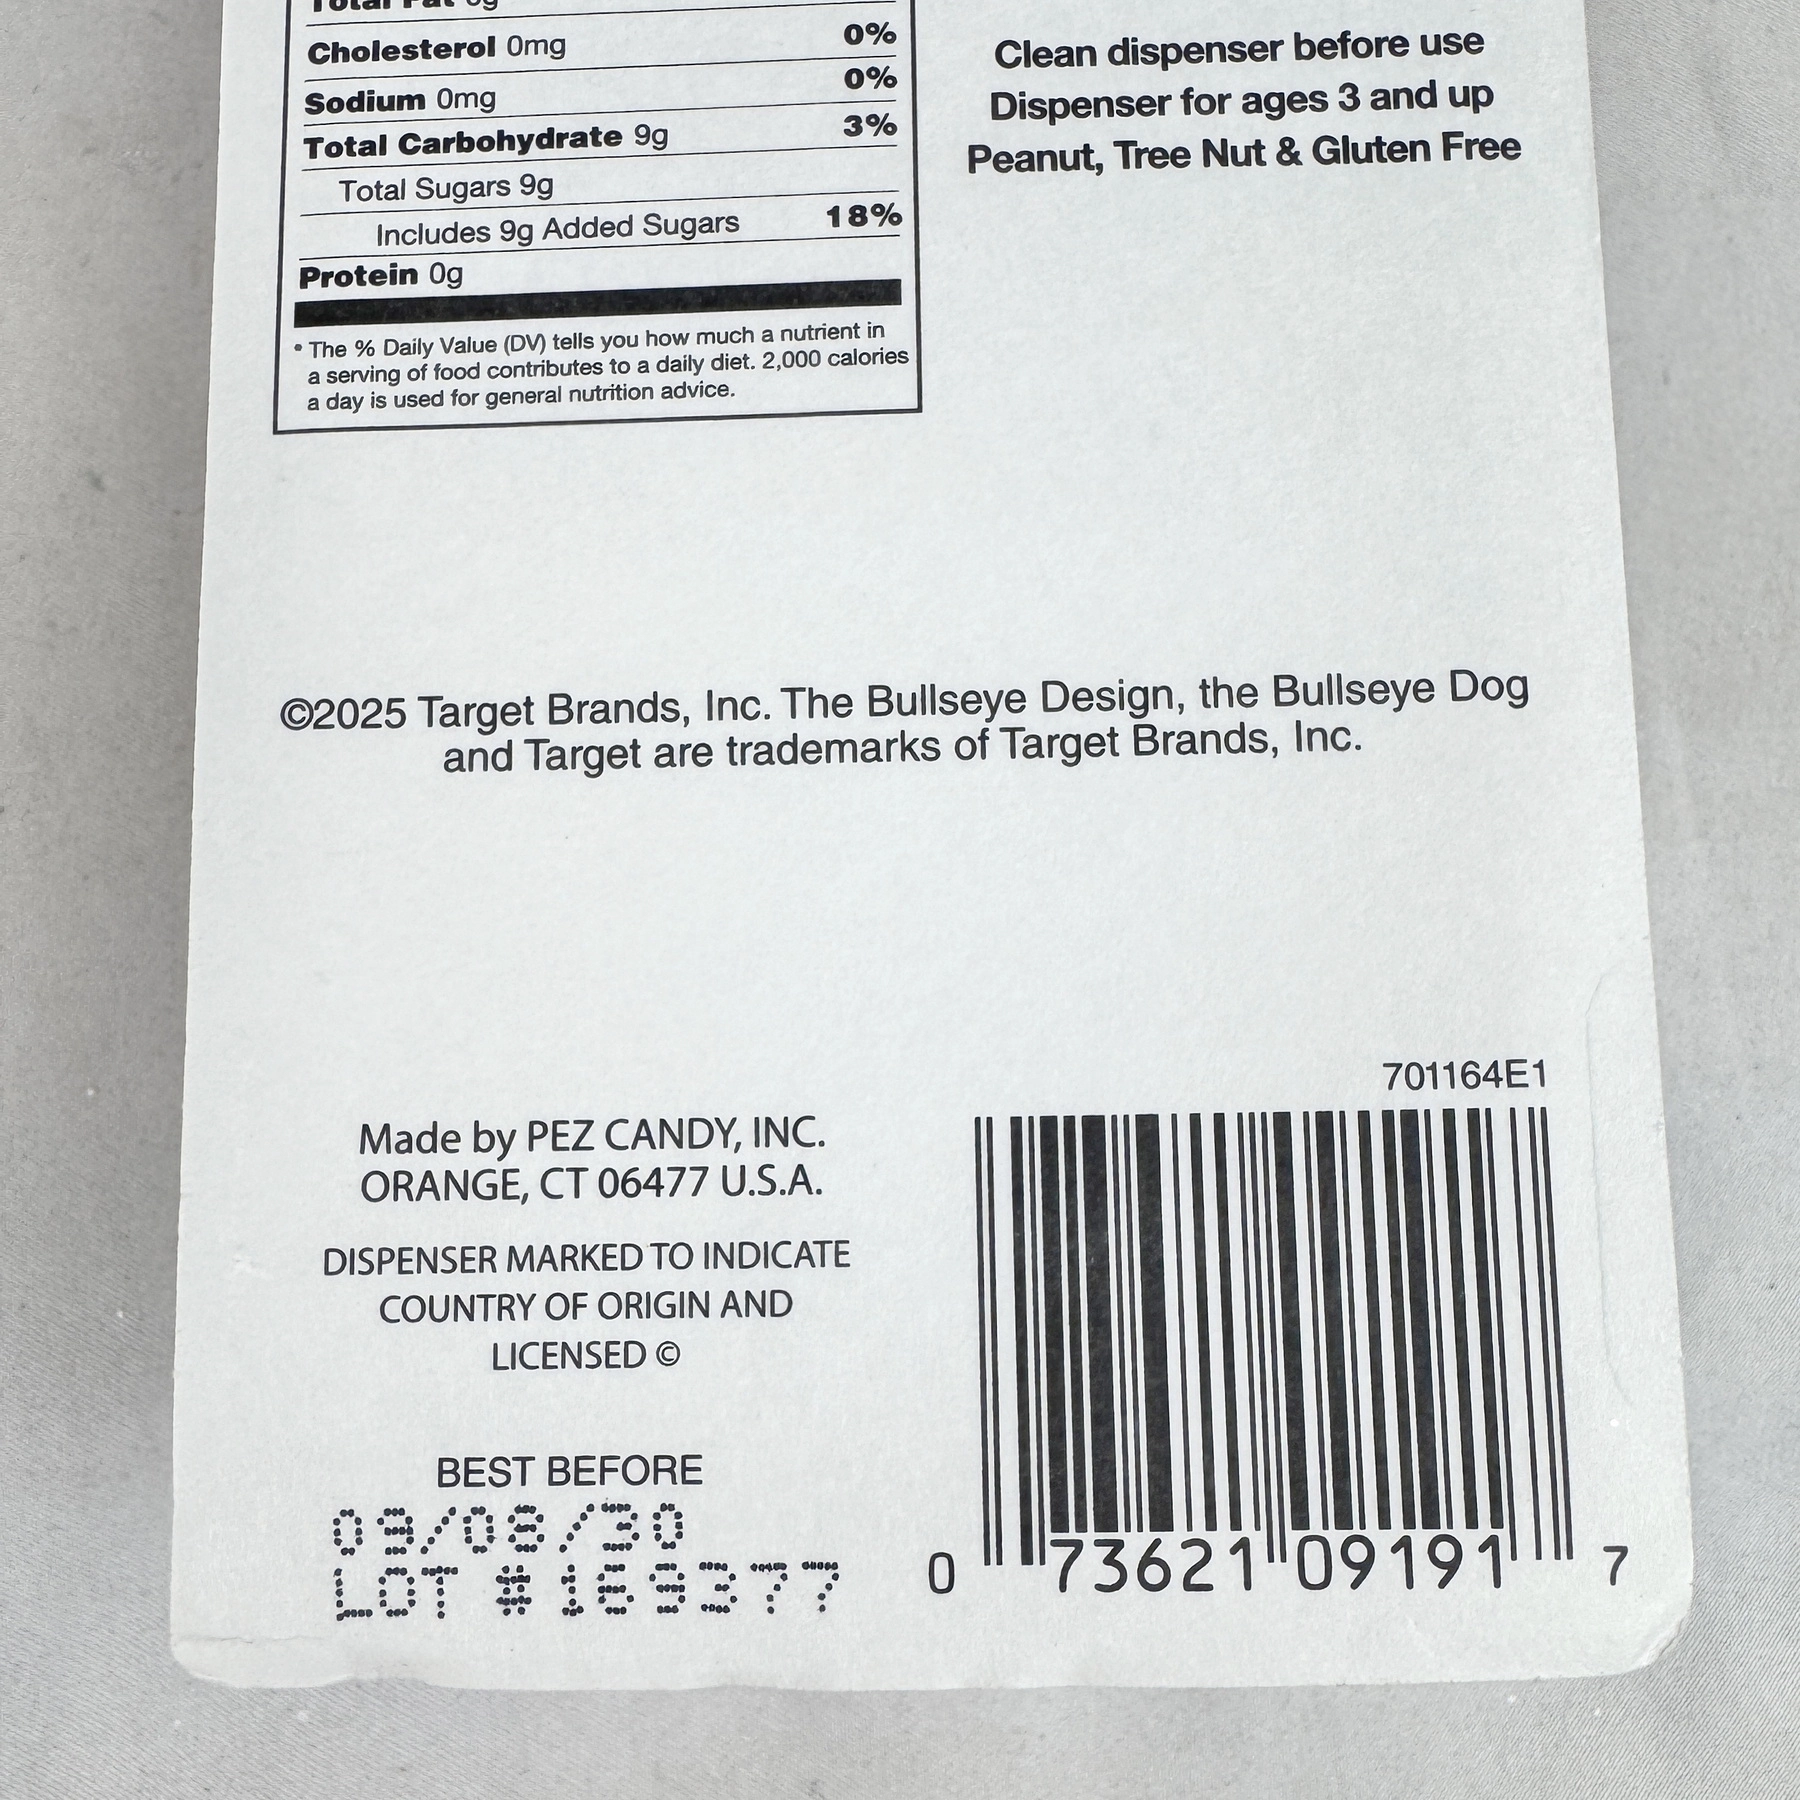 Total Fat 0g
Cholesterol 0mg 0%
Sodium 0mg 0%
Total Carbohydrate 9g 3%
Total Sugars 9g
Includes 9g Added Sugars 18%
Protein 0g
* The % Daily Value (DV) tells you how much a nutrient in
a serving of food contributes to a daily diet. 2,000 calories
a day is used for general nutrition advice.
Clean dispenser before use
Dispenser for ages 3 and up
Peanut, Tree Nut & Gluten Free
©2025 Target Brands, Inc. The Bullseye Design, the Bullseye Dog
and Target are trademarks of Target Brands, Inc.
Made by PEZ CANDY, INC.
ORANGE, CT 06477 U.S.A.
DISPENSER MARKED TO INDICATE
COUNTRY OF ORIGIN AND
LICENSED ©
BEST BEFORE
09/08/30
LOT #169377
701164E1
0 73621 09191 7